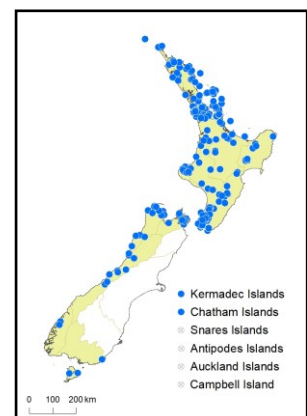 Kermadec Islands
Chatham Islands
Snares Islands
Antipodes Islands
Auckland Islands
Campbell Island
0 100 200 km